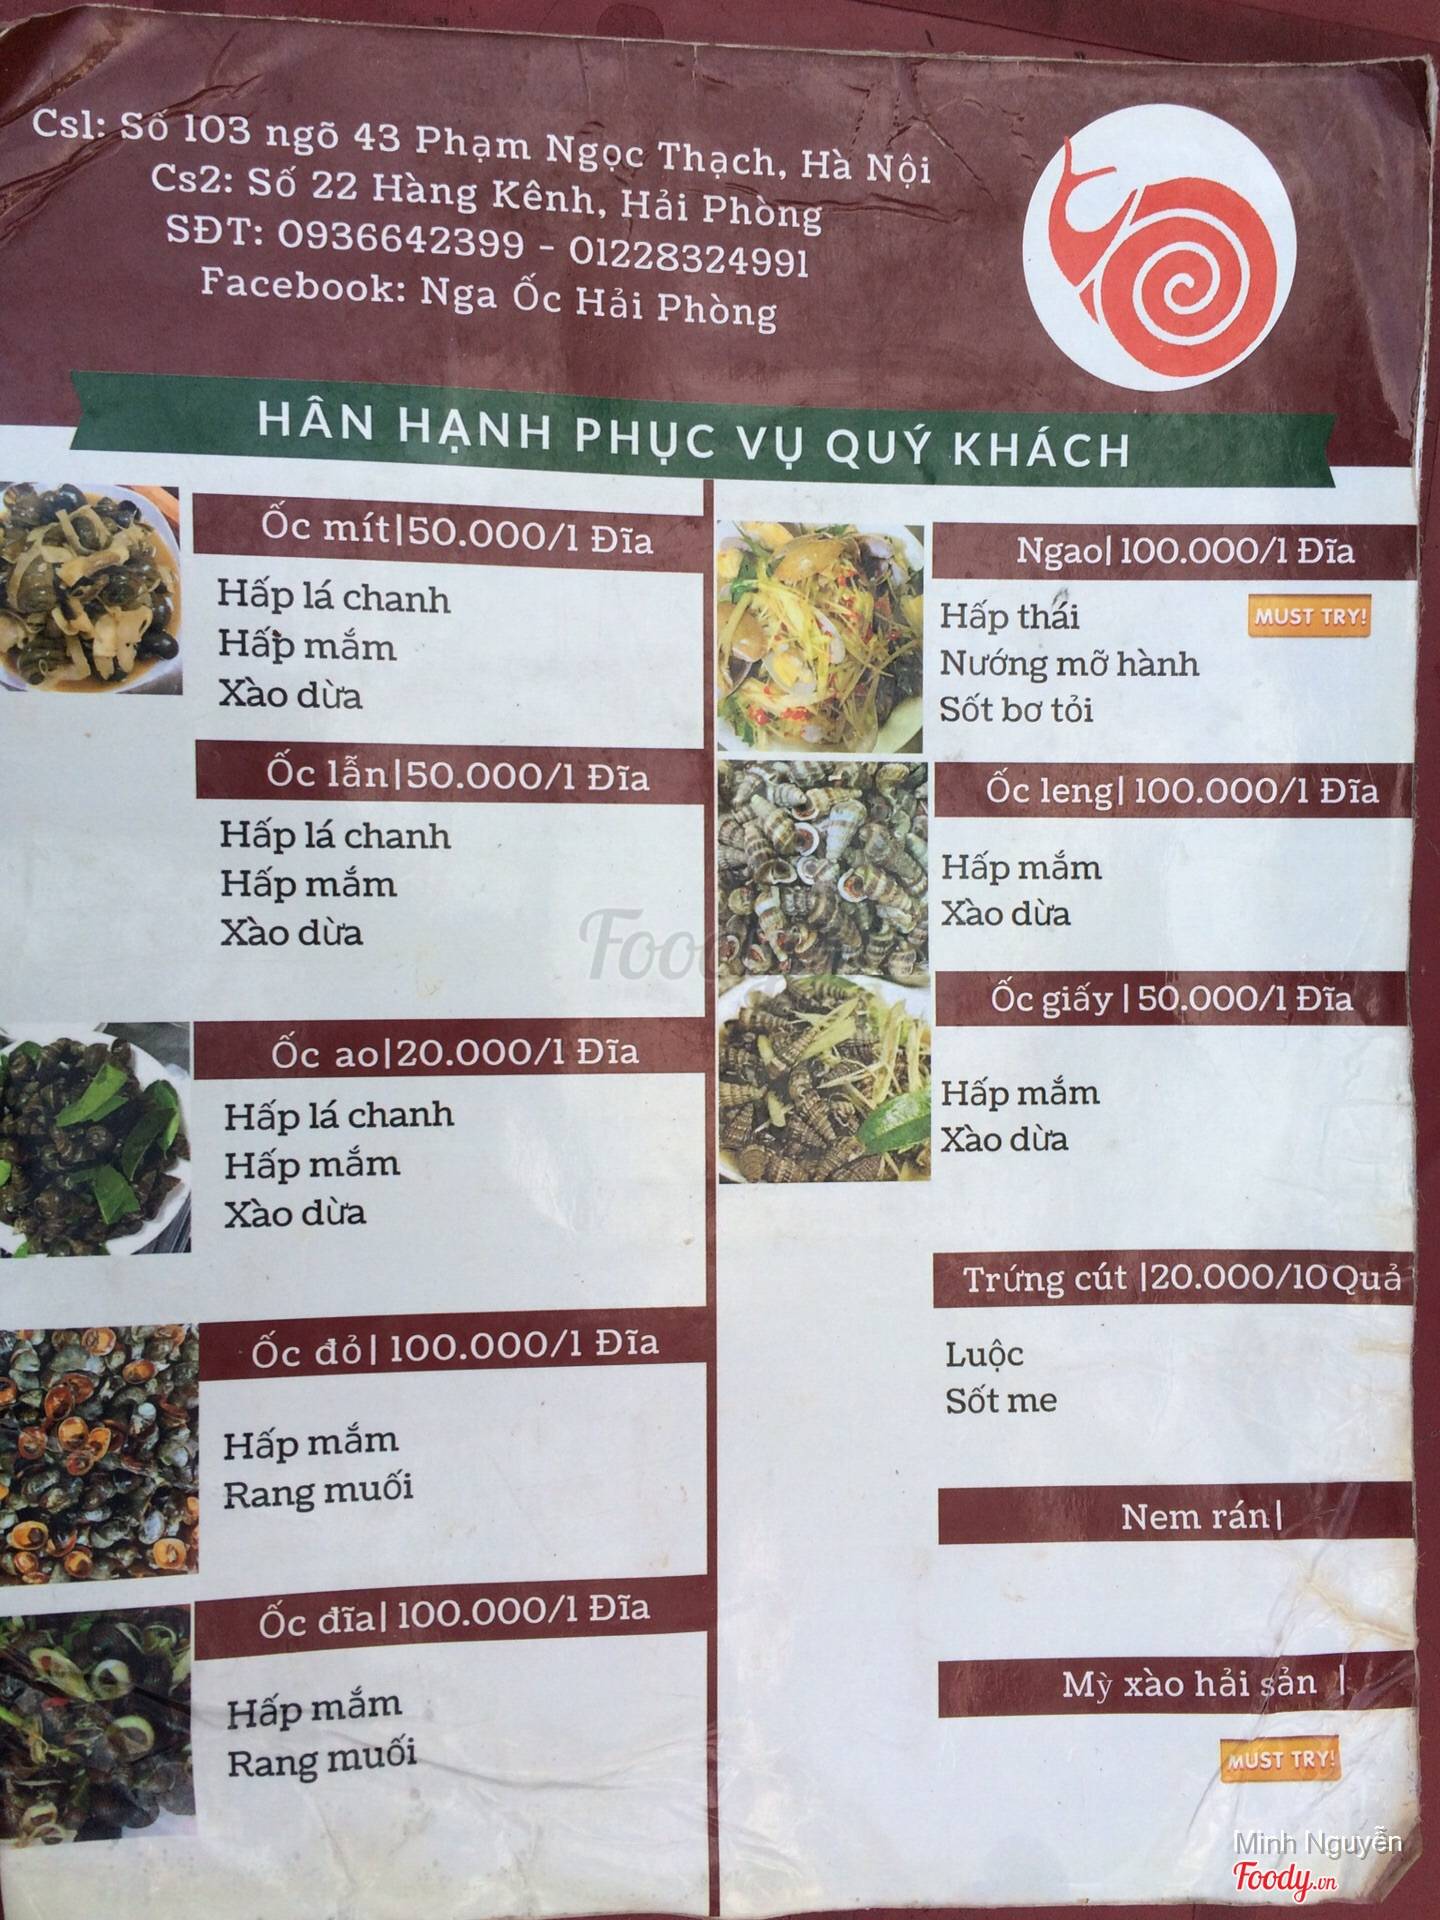 Cs1: Số 103 ngõ 43 Phạm Ngọc Thạch, Hà Nội
Cs2: Số 22 Hàng Kênh, Hải Phòng
SĐT: 0936642399 - 01228324991
Facebook: Nga Ốc Hải Phòng
HÂN HẠNH PHỤC VỤ QUÝ KHÁCH
Ốc mít|50.000/1 Đĩa
Hấp lá chanh
Hấp mắm
Xào dừa
Ốc lẫn|50.000/1 Đĩa
Hấp lá chanh
Hấp mắm
Xào dừa
Ốc ao|20.000/1 Đĩa
Hấp lá chanh
Hấp mắm
Xào dừa
Ốc đỏ| 100.000/1 Đĩa
Hấp mắm
Rang muối
Ốc đĩa| 100.000/1 Đĩa
Hấp mắm
Rang muối
Ngao| 100.000/1 Đĩa
Hấp thái MUST TRY!
Nướng mỡ hành
Sốt bơ tỏi
Ốc leng| 100.000/1 Đĩa
Hấp mắm
Xào dừa
Ốc giấy |50.000/1 Đĩa
Hấp mắm
Xào dừa
Trứng cút |20.000/10Quả
Luộc
Sốt me
Nem rán|
Mỳ xào hải sản |
MUST TRY!
Minh Nguyễn
Foody.vn